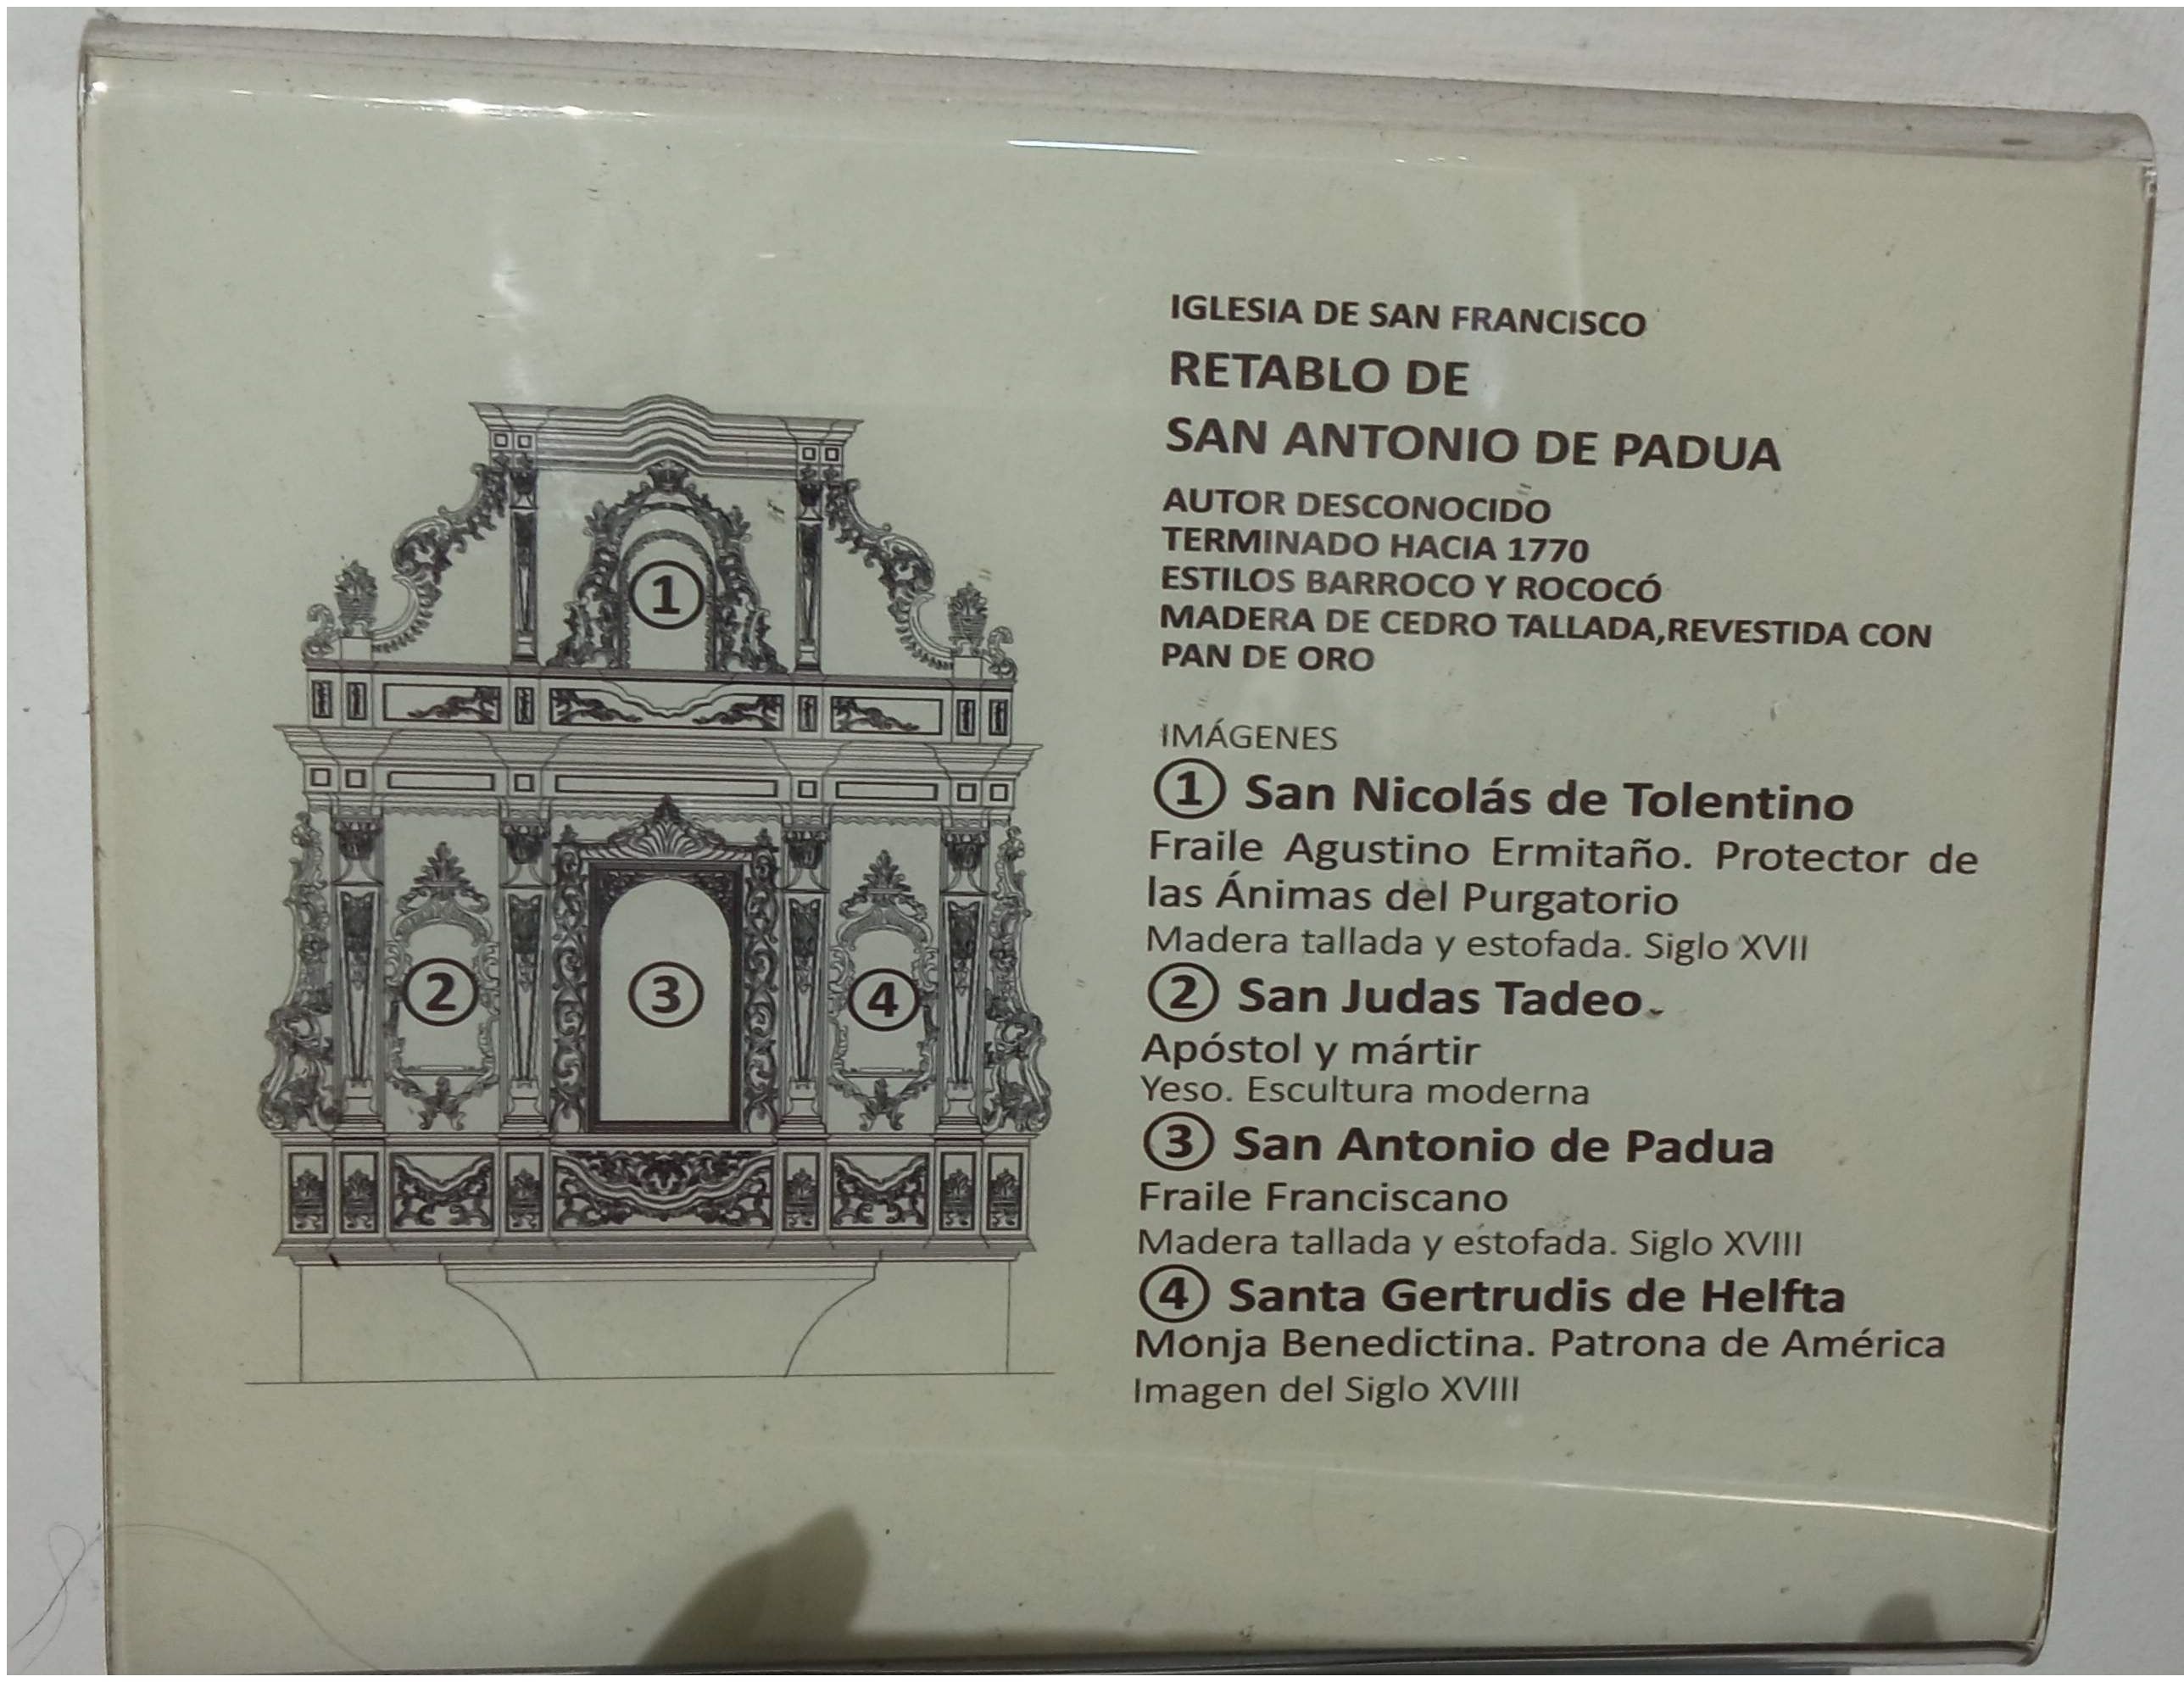 IGLESIA DE SAN FRANCISCO
RETABLO DE
SAN ANTONIO DE PADUA
AUTOR DESCONOCIDO
TERMINADO HACIA 1770
ESTILOS BARROCO Y ROCOCÓ
MADERA DE CEDRO TALLADA,REVESTIDA CON
PAN DE ORO
IMÁGENES
1 San Nicolás de Tolentino
Fraile Agustino Ermitaño. Protector de
las Ánimas del Purgatorio
Madera tallada y estofada. Siglo XVII
2 San Judas Tadeo
Apóstol y mártir
Yeso. Escultura moderna
3 San Antonio de Padua
Fraile Franciscano
Madera tallada y estofada. Siglo XVIII
4 Santa Gertrudis de Helfta
Monja Benedictina. Patrona de América
Imagen del Siglo XVIII
1
2 3 4